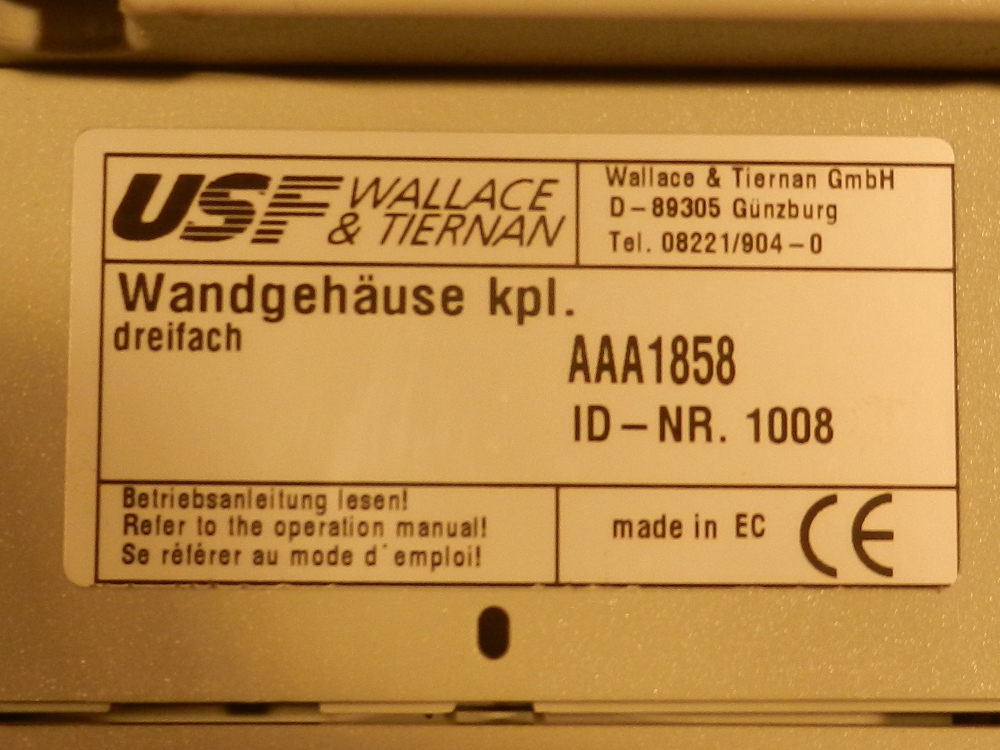 USF WALLACE
& TIERNAN
Wallace & Tiernan GmbH
D-89305 Günzburg
Tel. 08221/904-0
Wandgehäuse kpl.
dreifach
AAA1858
ID-NR. 1008
Betriebsanleitung lesen!
Refer to the operation manual!
Se référer au mode d´emploi!
made in EC CE